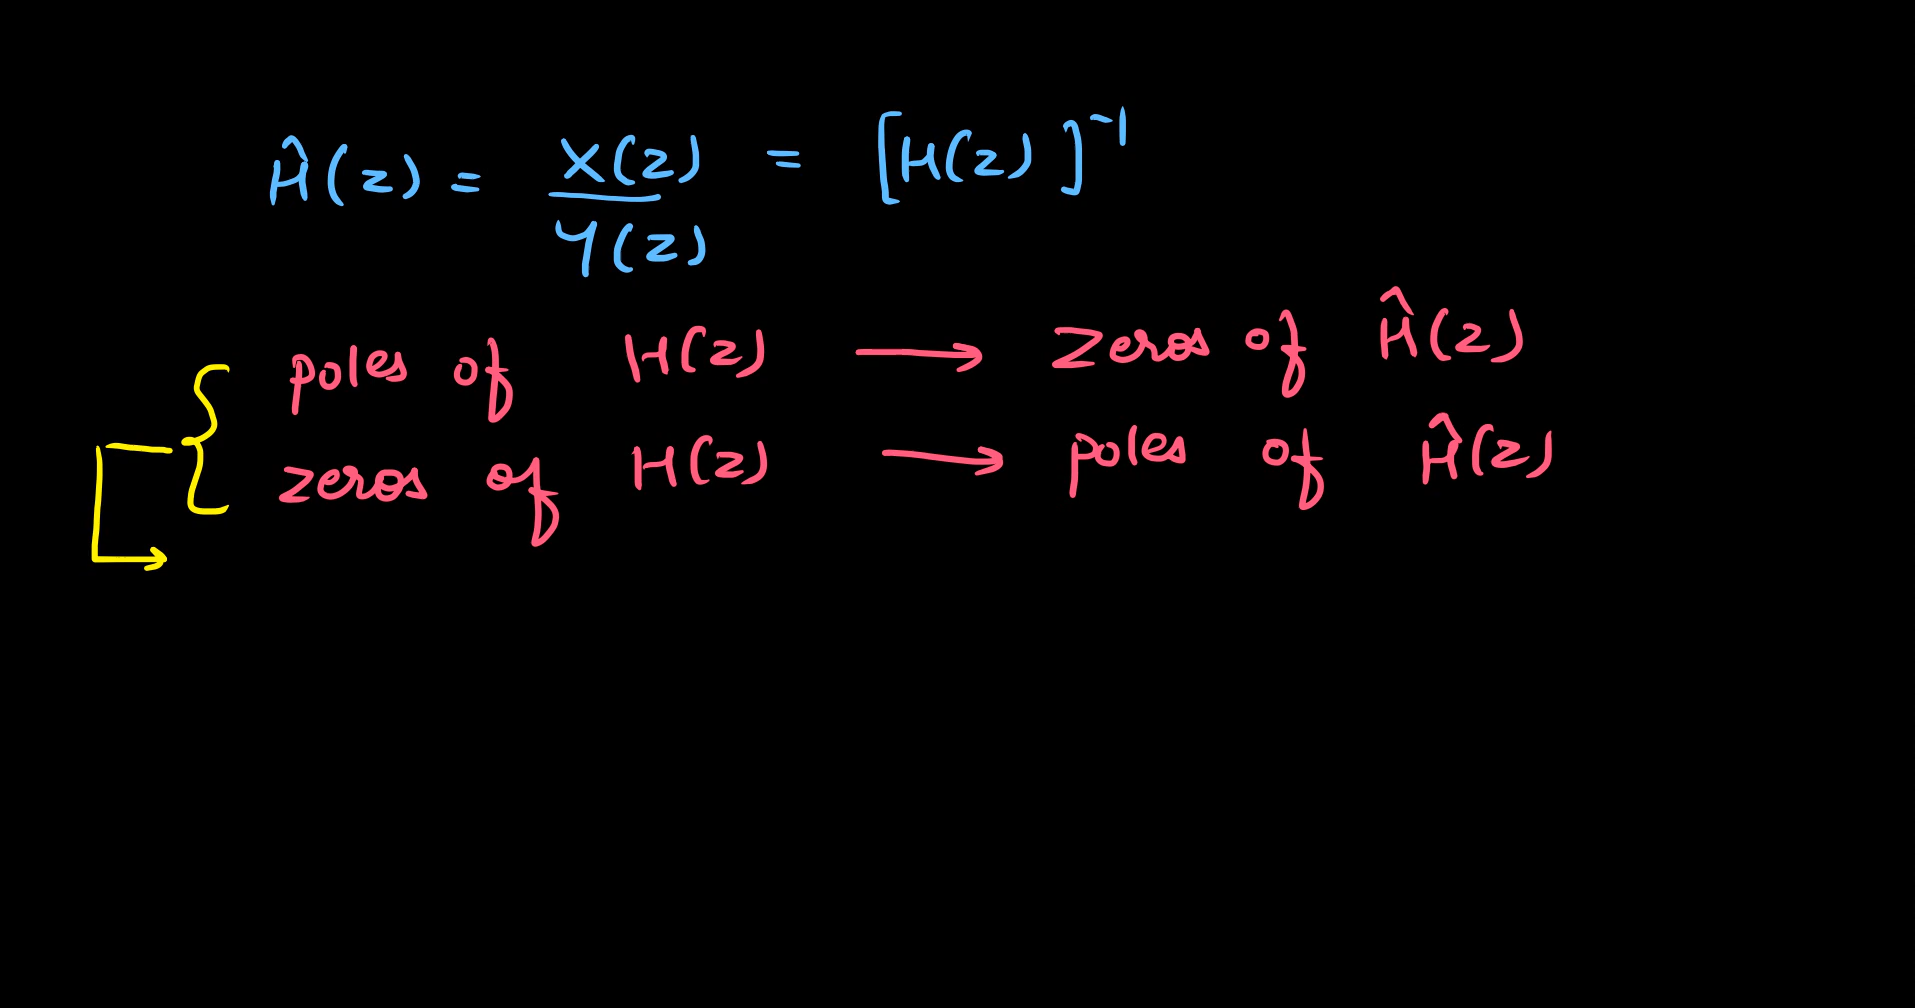 Ĥ(z) = X(z)/Y(z) = [H(z)]⁻¹
poles of H(z) → zeros of Ĥ(z)
zeros of H(z) → poles of Ĥ(z)